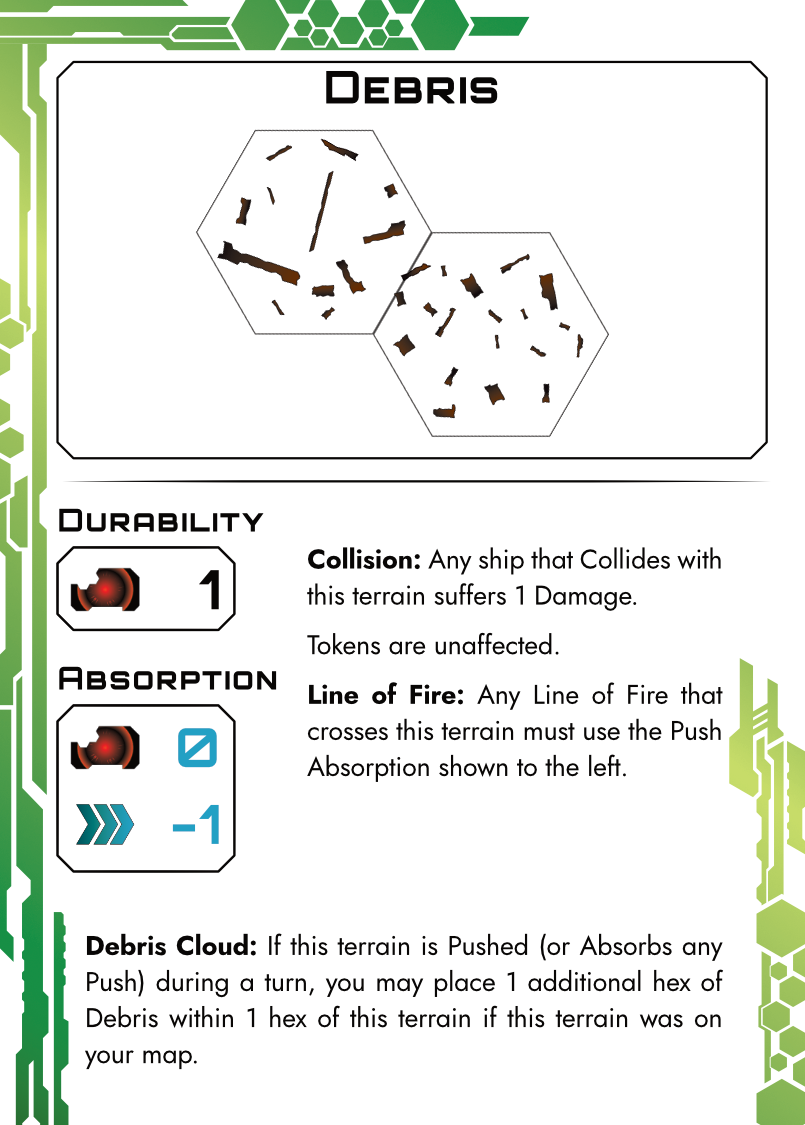 DEBRIS
DURABILITY
1
ABSORPTION
0
-1
Collision: Any ship that Collides with
this terrain suffers 1 Damage.
Tokens are unaffected.
Line of Fire: Any Line of Fire that
crosses this terrain must use the Push
Absorption shown to the left.
Debris Cloud: If this terrain is Pushed (or Absorbs any
Push) during a turn, you may place 1 additional hex of
Debris within 1 hex of this terrain if this terrain was on
your map.